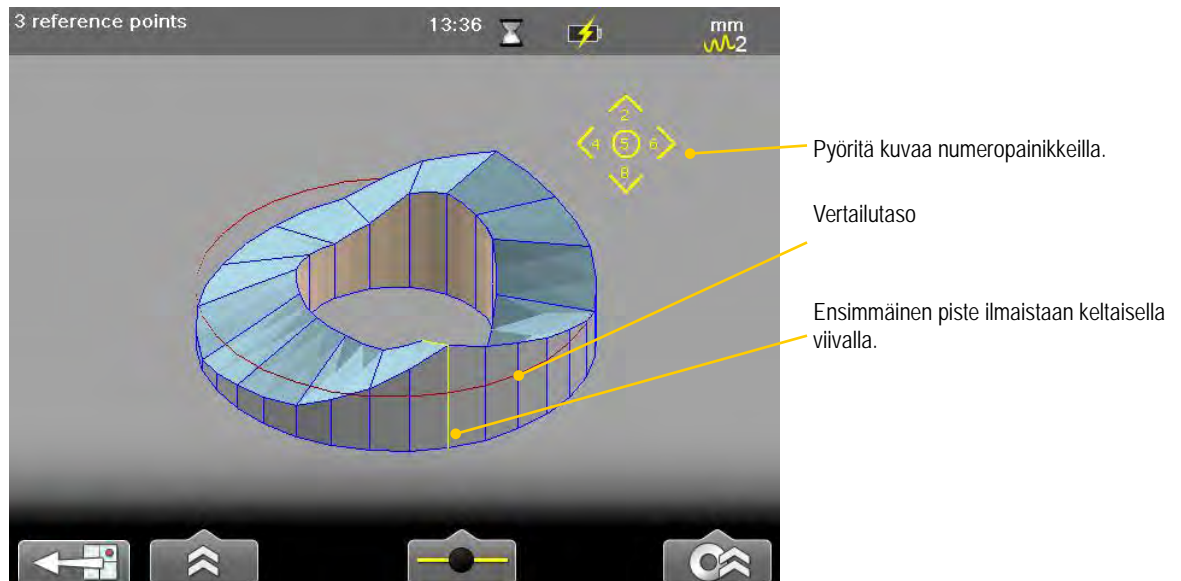 3 reference points
13:36
mm
2
2
4 5 6
8
Pyöritä kuvaa numeropainikkeilla.
Vertailutaso
Ensimmäinen piste ilmaistaan keltaisella
viivalla.